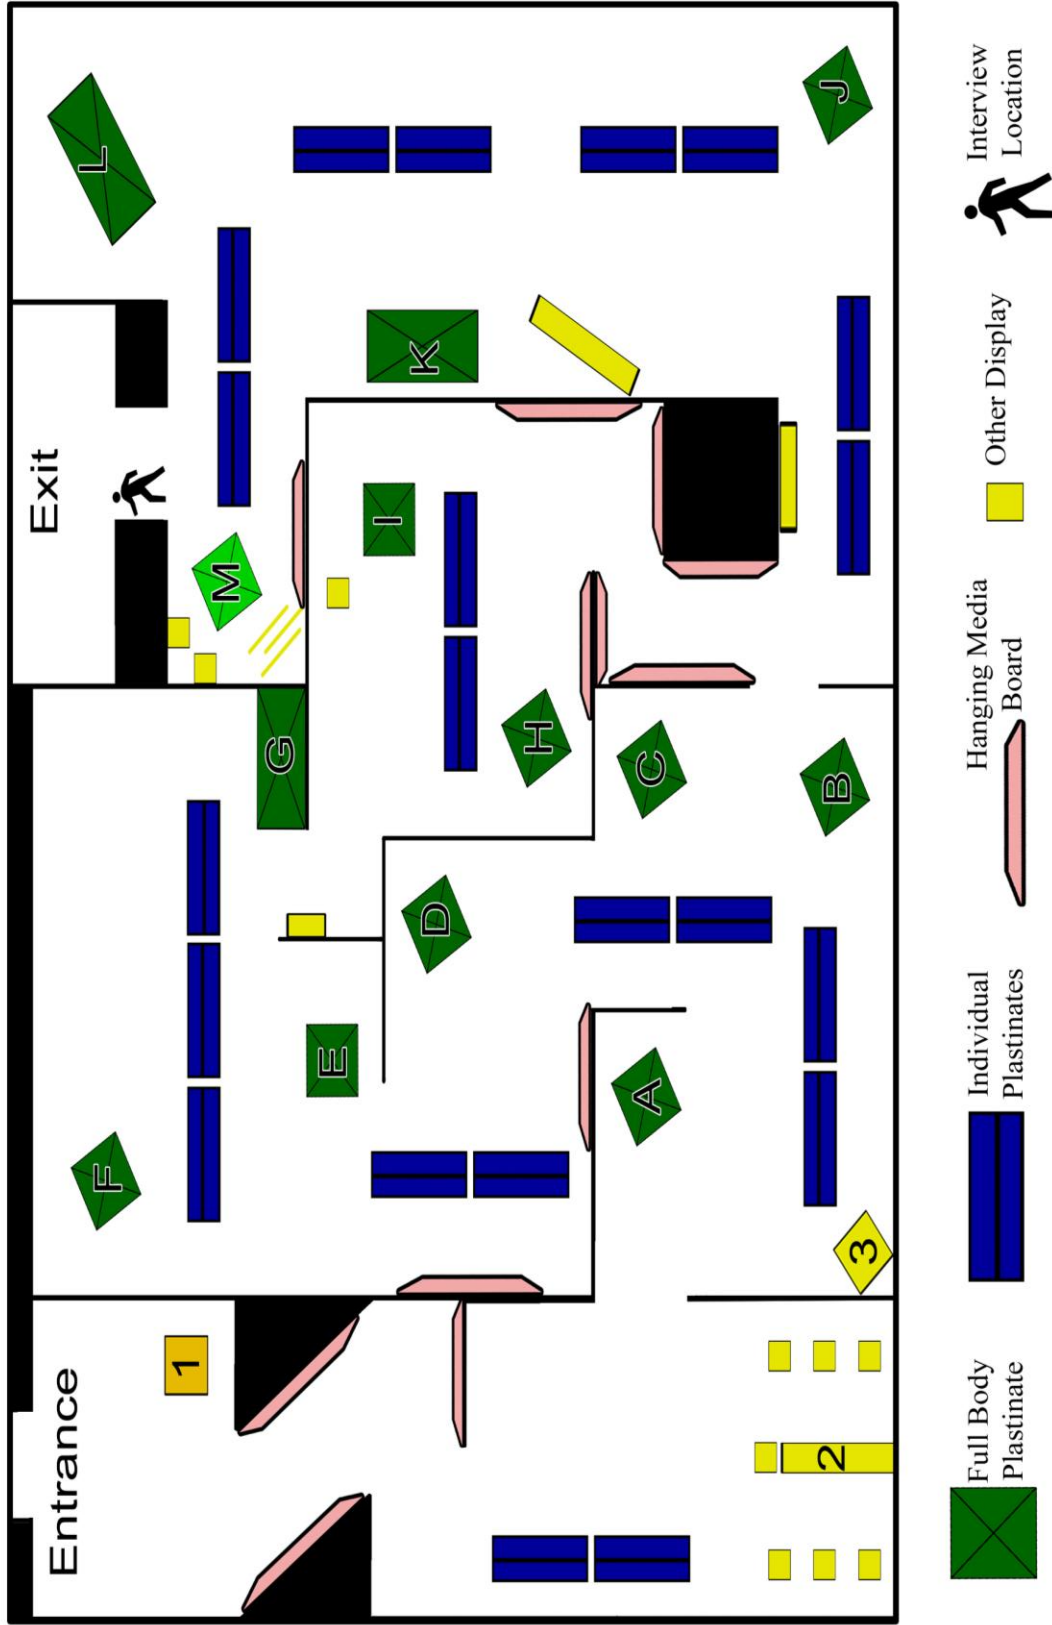 Entrance
Exit
1
2
3
A
B
C
D
E
F
G
H
I
J
K
L
M
Full Body
Plastinate
Individual
Plastinates
Hanging Media
Board
Other Display
Interview
Location